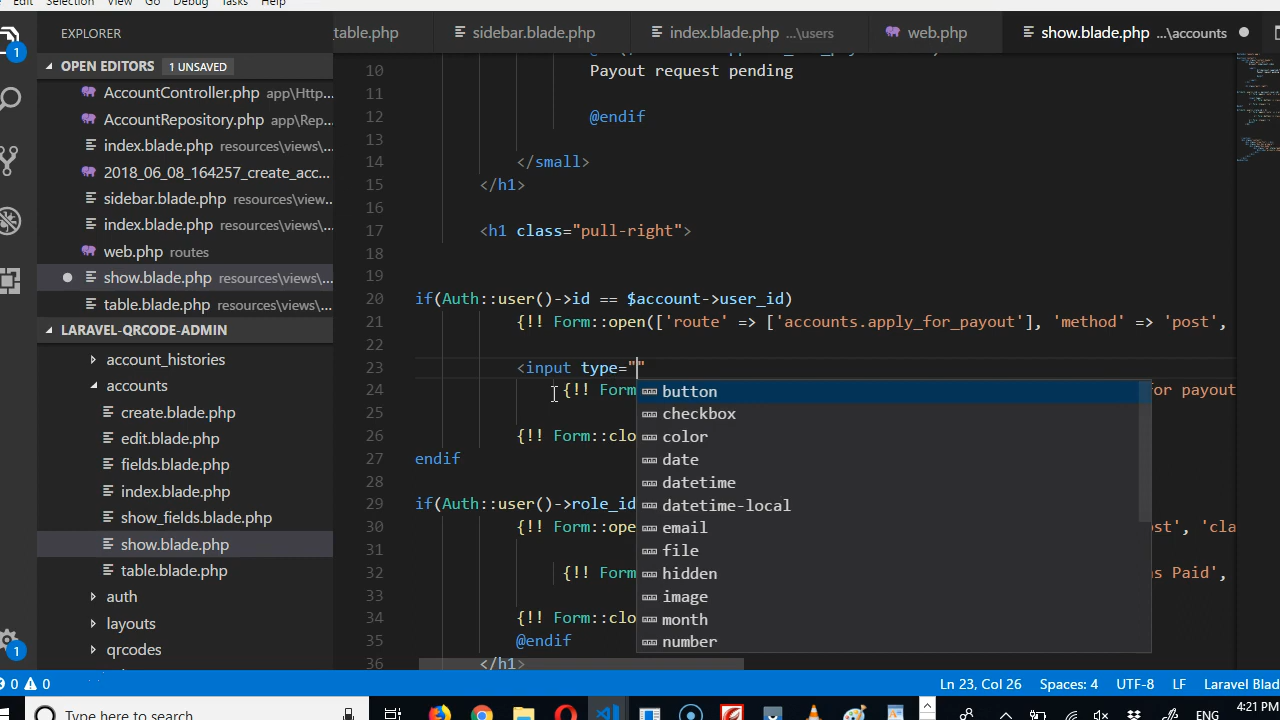 Edit Selection View Go Debug Tasks Help
EXPLORER
table.php sidebar.blade.php index.blade.php ...\users web.php show.blade.php ...\accounts
OPEN EDITORS 1 UNSAVED
AccountController.php app\Http...
AccountRepository.php app\Rep...
index.blade.php resources\views\...
2018_06_08_164257_create_acc...
sidebar.blade.php resources\view...
index.blade.php resources\views\...
web.php routes
show.blade.php resources\views\...
table.blade.php resources\views\...
LARAVEL-QRCODE-ADMIN
account_histories
accounts
create.blade.php
edit.blade.php
fields.blade.php
index.blade.php
show_fields.blade.php
show.blade.php
table.blade.php
auth
layouts
qrcodes
1
1
10 Payout request pending
11
12 @endif
13
14 </small>
15 </h1>
16
17 <h1 class="pull-right">
18
19
20 if(Auth::user()->id == $account->user_id)
21 {!! Form::open(['route' => ['accounts.apply_for_payout'], 'method' => 'post',
22
23 <input type=""
24 {!! Form or payout
25
26 {!! Form::clo
27 endif
28
29 if(Auth::user()->role_id
30 {!! Form::ope ost', 'cla
31
32 {!! Form s Paid',
33
34 {!! Form::clo
35 @endif
36 </h1>
button
checkbox
color
date
datetime
datetime-local
email
file
hidden
image
month
number
0 0 Ln 23, Col 26 Spaces: 4 UTF-8 LF Laravel Blad
Type here to search ENG 4:21 PM